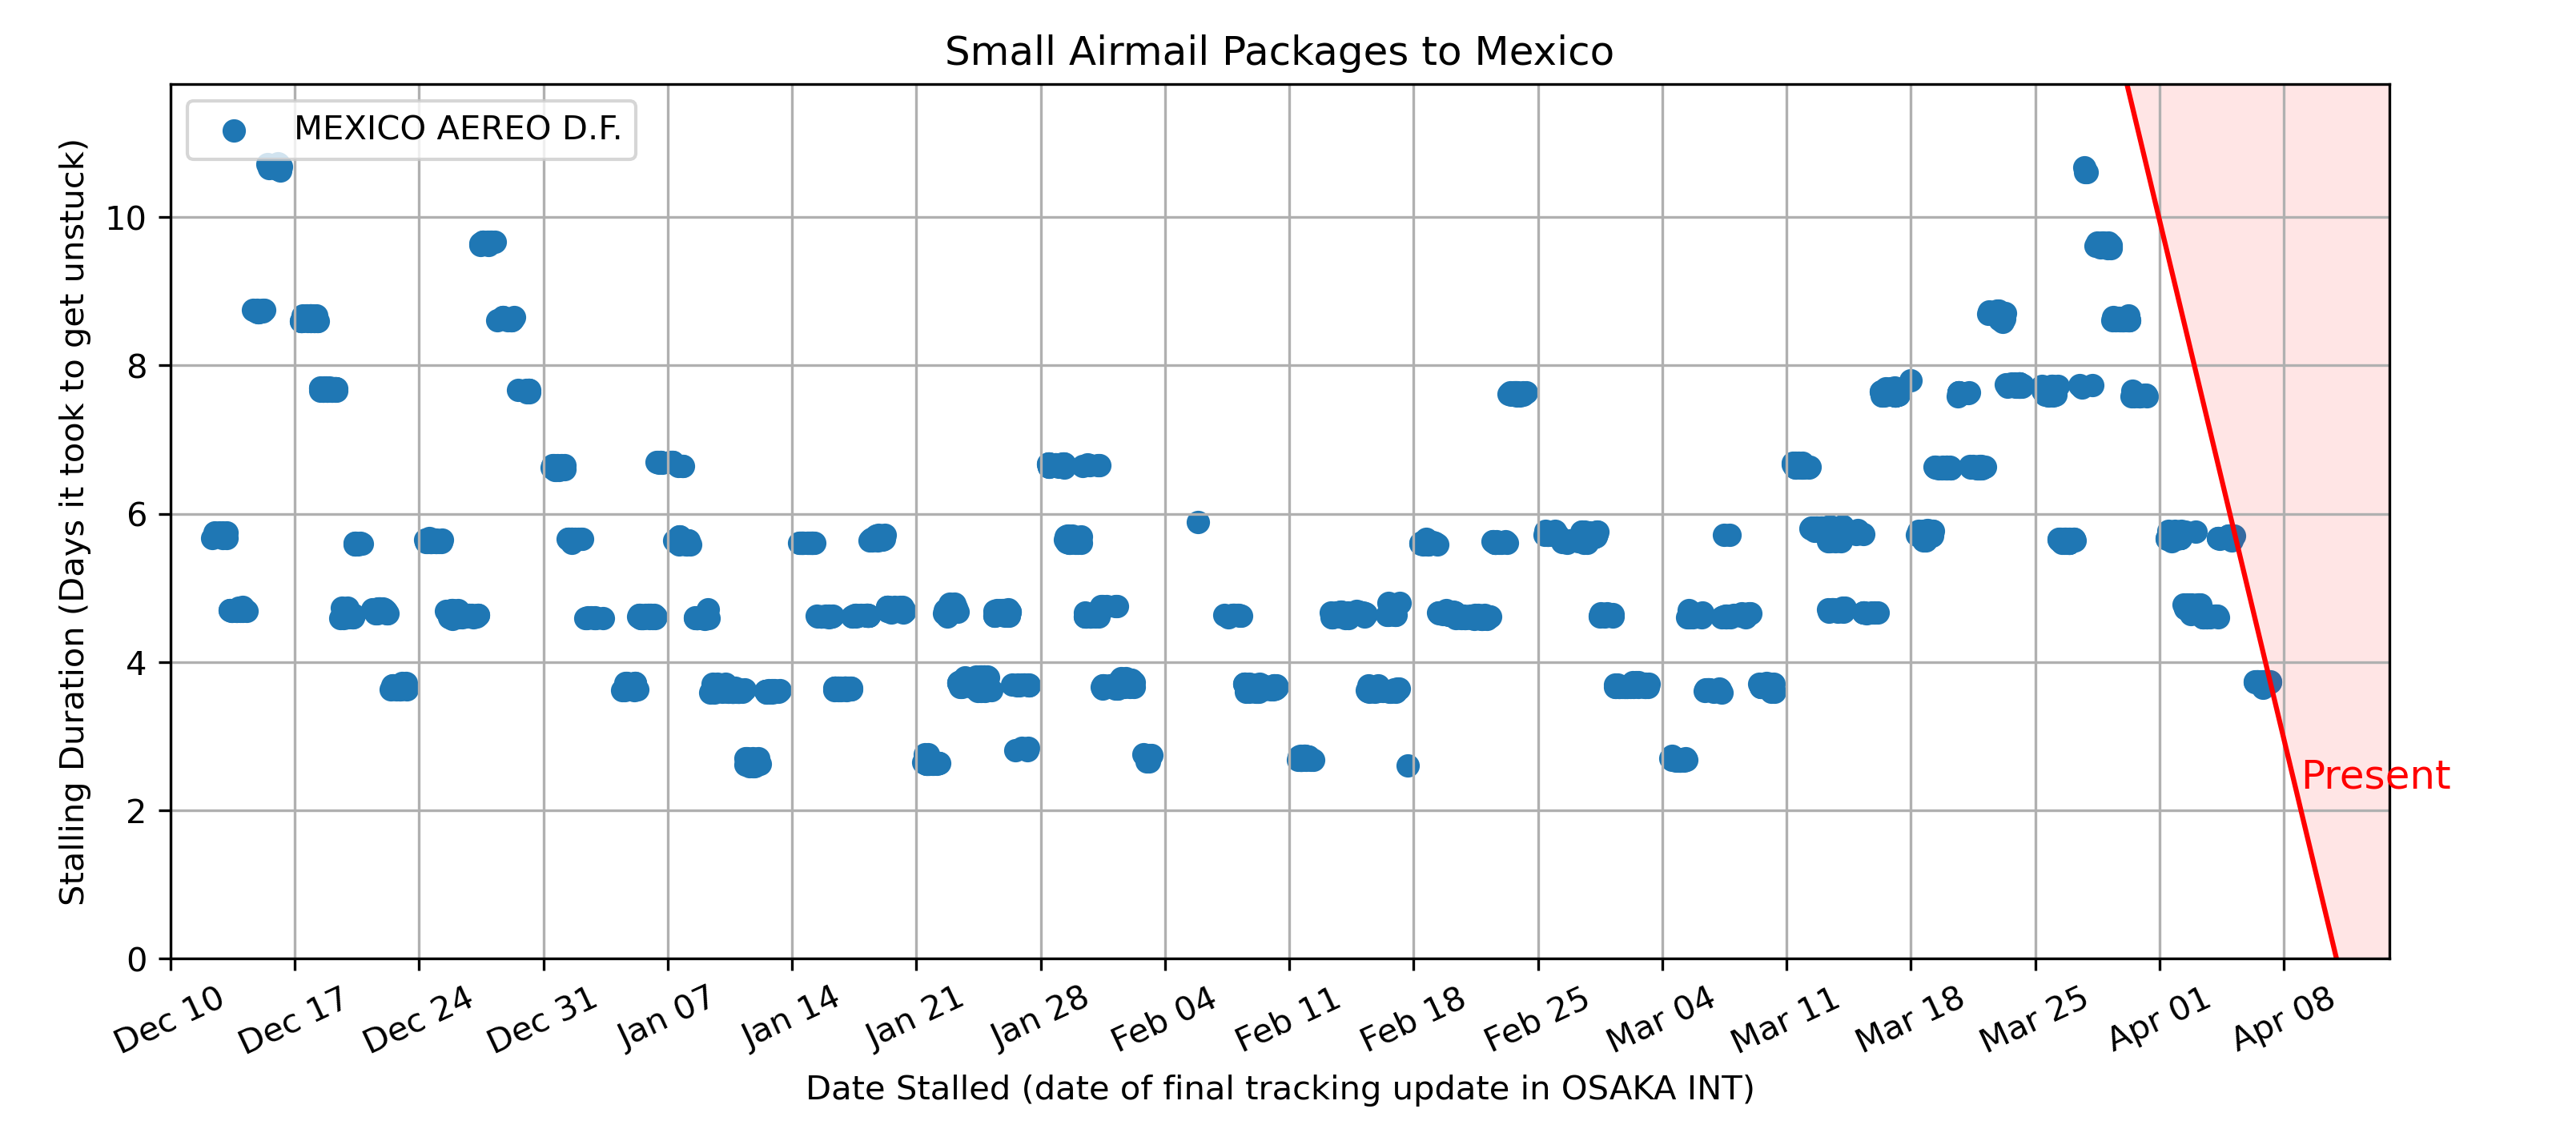 Small Airmail Packages to Mexico
MEXICO AEREO D.F.
Stalling Duration (Days it took to get unstuck)
10
8
6
4
2
0
Present
Dec 10
Dec 17
Dec 24
Dec 31
Jan 07
Jan 14
Jan 21
Jan 28
Feb 04
Feb 11
Feb 18
Feb 25
Mar 04
Mar 11
Mar 18
Mar 25
Apr 01
Apr 08
Date Stalled (date of final tracking update in OSAKA INT)